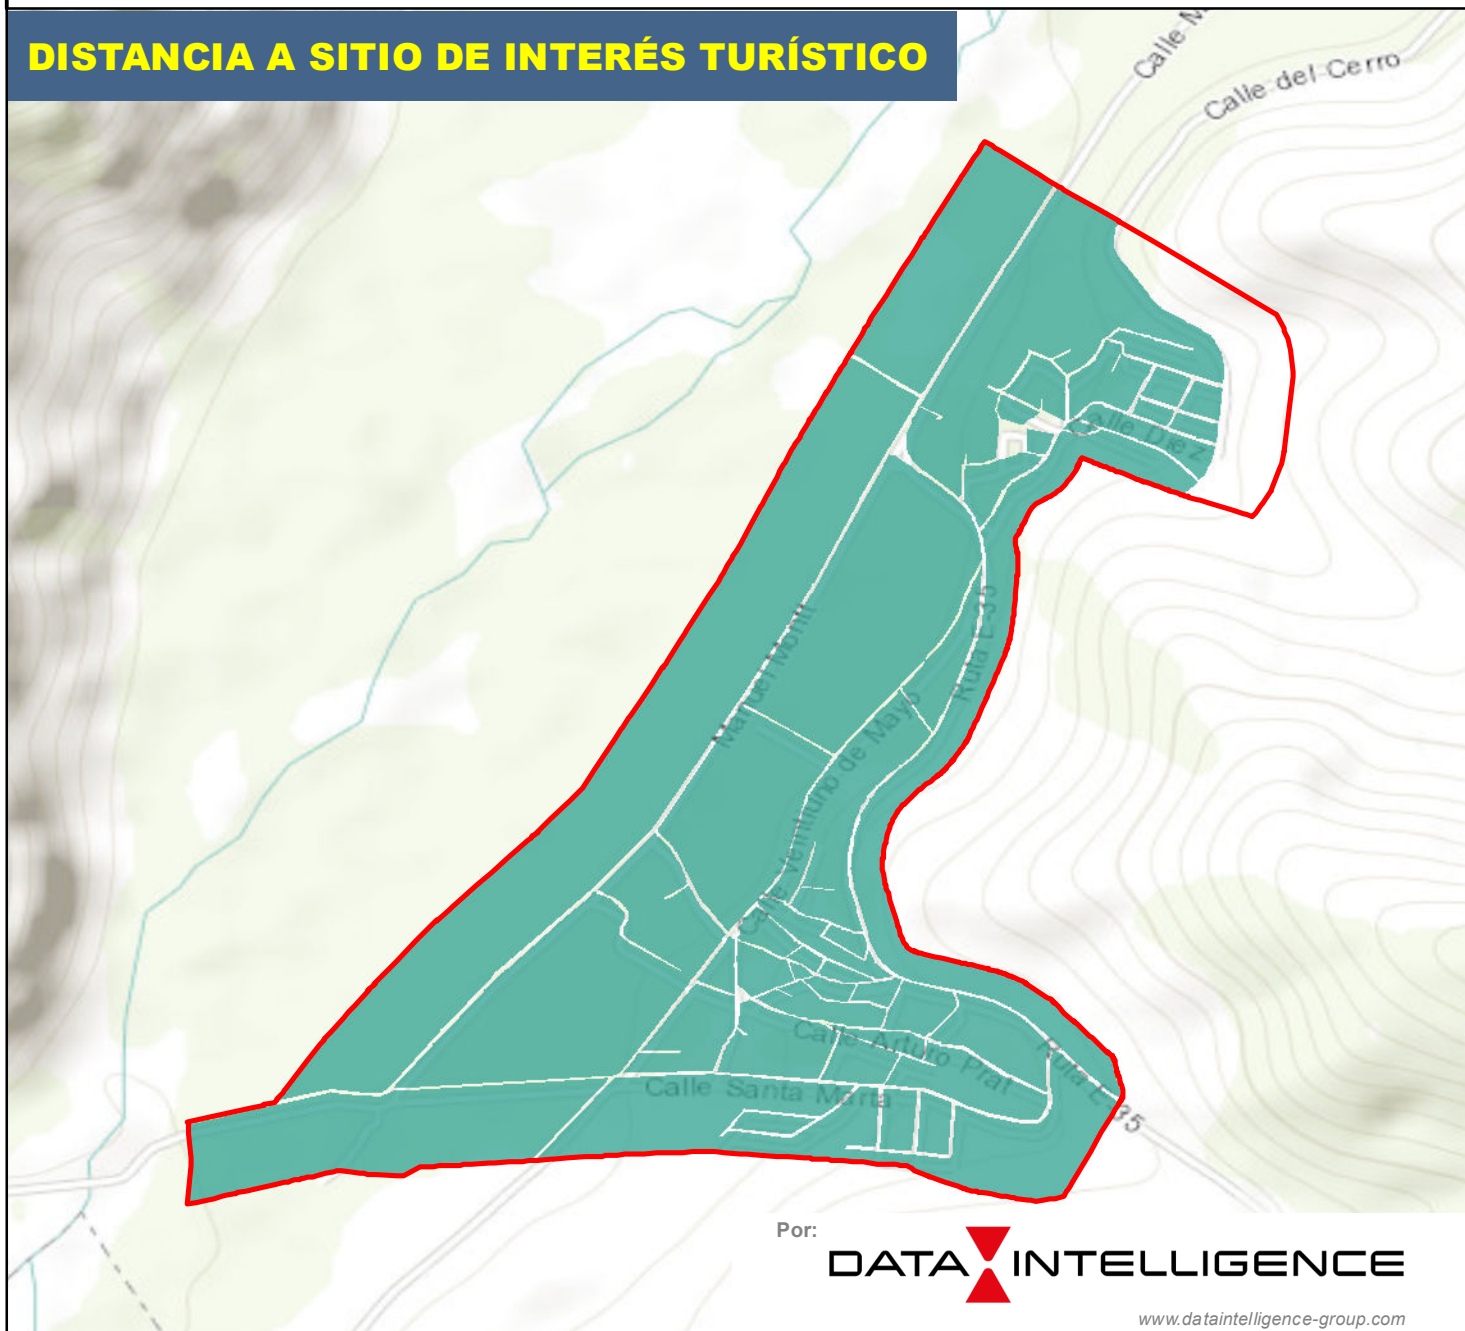 DISTANCIA A SITIO DE INTERÉS TURÍSTICO
Calle M
Calle del Cerro
Calle Diez
Manuel Montt
Ruta E-35
Calle Veintiuno de Mayo
Calle Arturo Prat
Ruta E-35
Calle Santa Marta
Por:
DATA INTELLIGENCE
www.dataintelligence-group.com